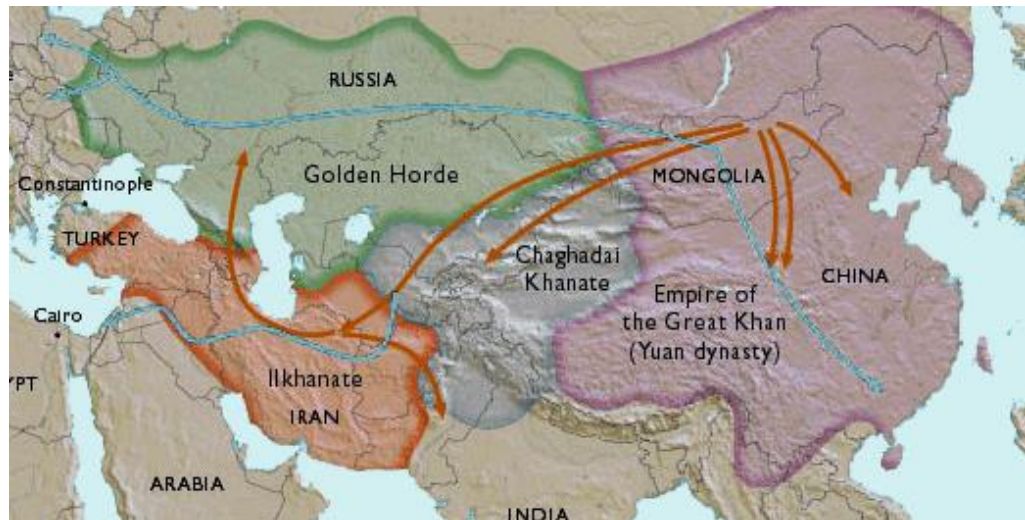 RUSSIA
Golden Horde
MONGOLIA
Constantinople
TURKEY
Chaghadai
Khanate
CHINA
Empire of
the Great Khan
(Yuan dynasty)
Cairo
Ilkhanate
IRAN
YPT
ARABIA
INDIA